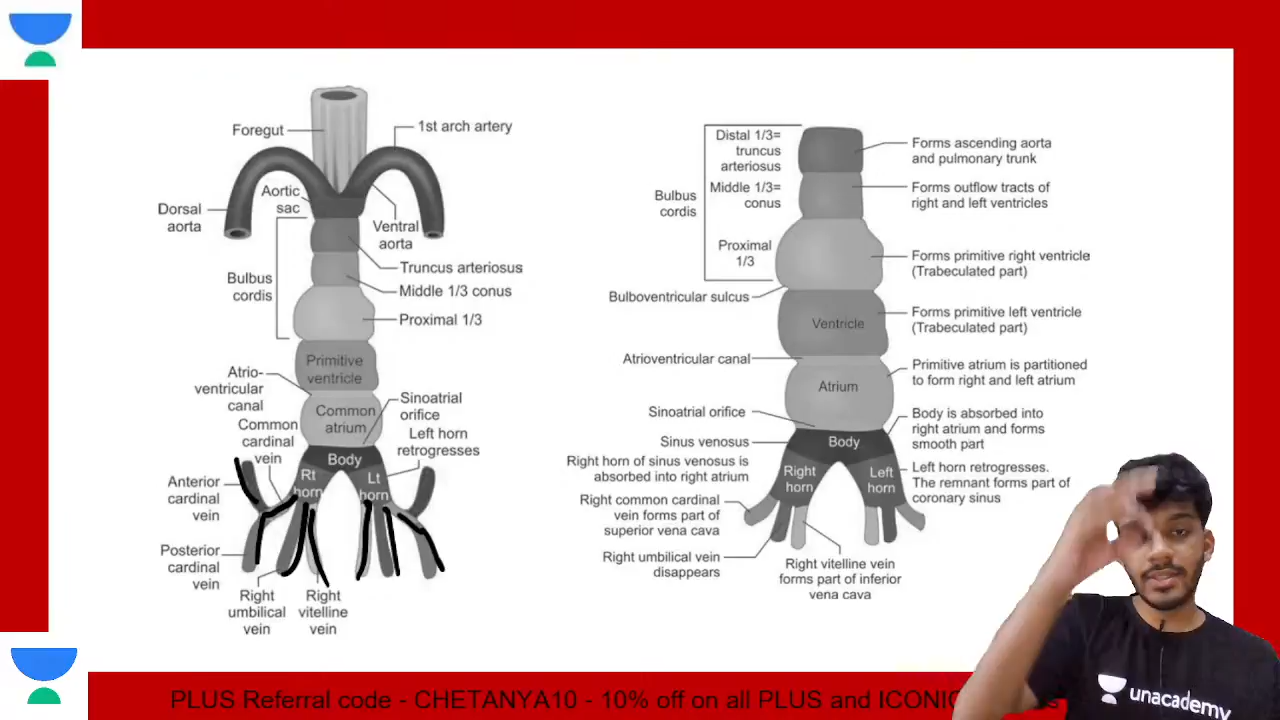 Foregut
1st arch artery
Aortic
sac
Dorsal
aorta
Ventral
aorta
Bulbus
cordis
Truncus arteriosus
Middle 1/3 conus
Proximal 1/3
Primitive
ventricle
Atrio-
ventricular
canal
Common
atrium
Sinoatrial
orifice
Common
cardinal
vein
Left horn
retrogresses
Body
Rt
horn
Lt
horn
Anterior
cardinal
vein
Posterior
cardinal
vein
Right
umbilical
vein
Right
vitelline
vein
Distal 1/3=
truncus
arteriosus
Middle 1/3=
conus
Bulbus
cordis
Proximal
1/3
Bulboventricular sulcus
Ventricle
Atrioventricular canal
Atrium
Sinoatrial orifice
Sinus venosus
Body
Right horn of sinus venosus is
absorbed into right atrium
Right
horn
Left
horn
Right common cardinal
vein forms part of
superior vena cava
Right umbilical vein
disappears
Right vitelline vein
forms part of inferior
vena cava
Forms ascending aorta
and pulmonary trunk
Forms outflow tracts of
right and left ventricles
Forms primitive right ventricle
(Trabeculated part)
Forms primitive left ventricle
(Trabeculated part)
Primitive atrium is partitioned
to form right and left atrium
Body is absorbed into
right atrium and forms
smooth part
Left horn retrogresses.
The remnant forms part of
coronary sinus
unacademy
PLUS Referral code - CHETANYA10 - 10% off on all PLUS and ICONIC